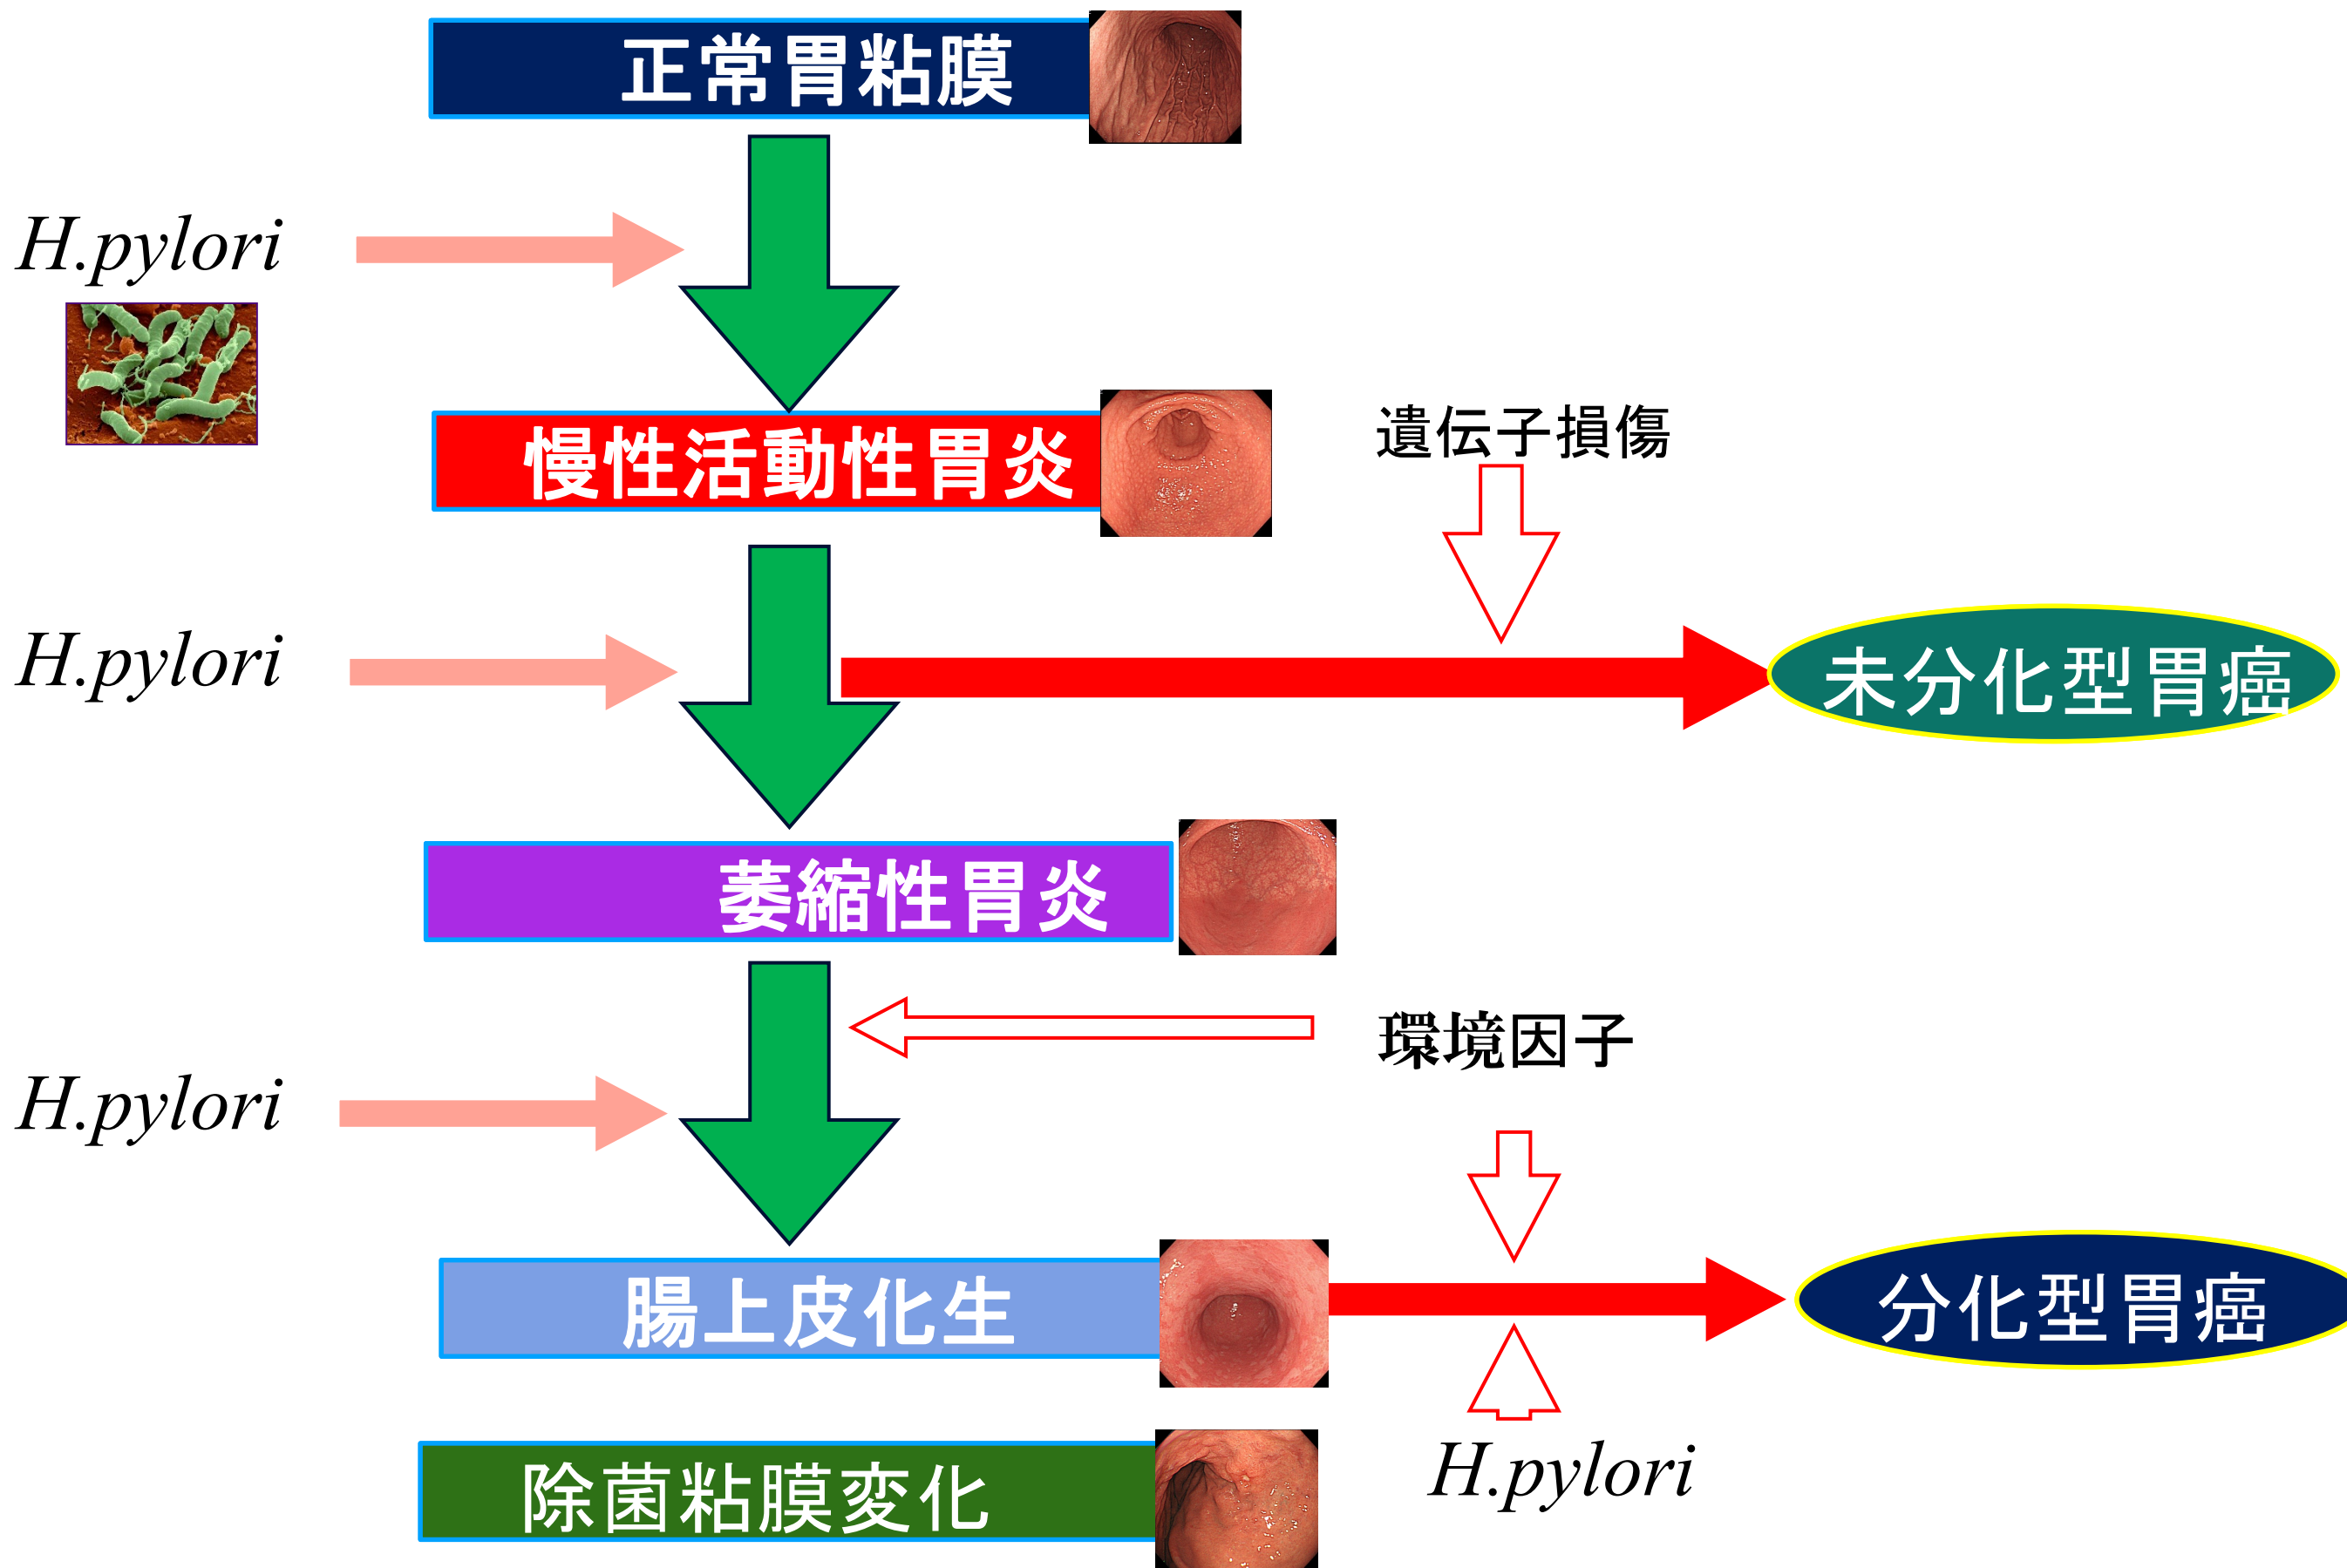 正常胃粘膜
H.pylori
慢性活動性胃炎
遺伝子損傷
H.pylori
未分化型胃癌
萎縮性胃炎
環境因子
H.pylori
腸上皮化生
分化型胃癌
H.pylori
除菌粘膜変化